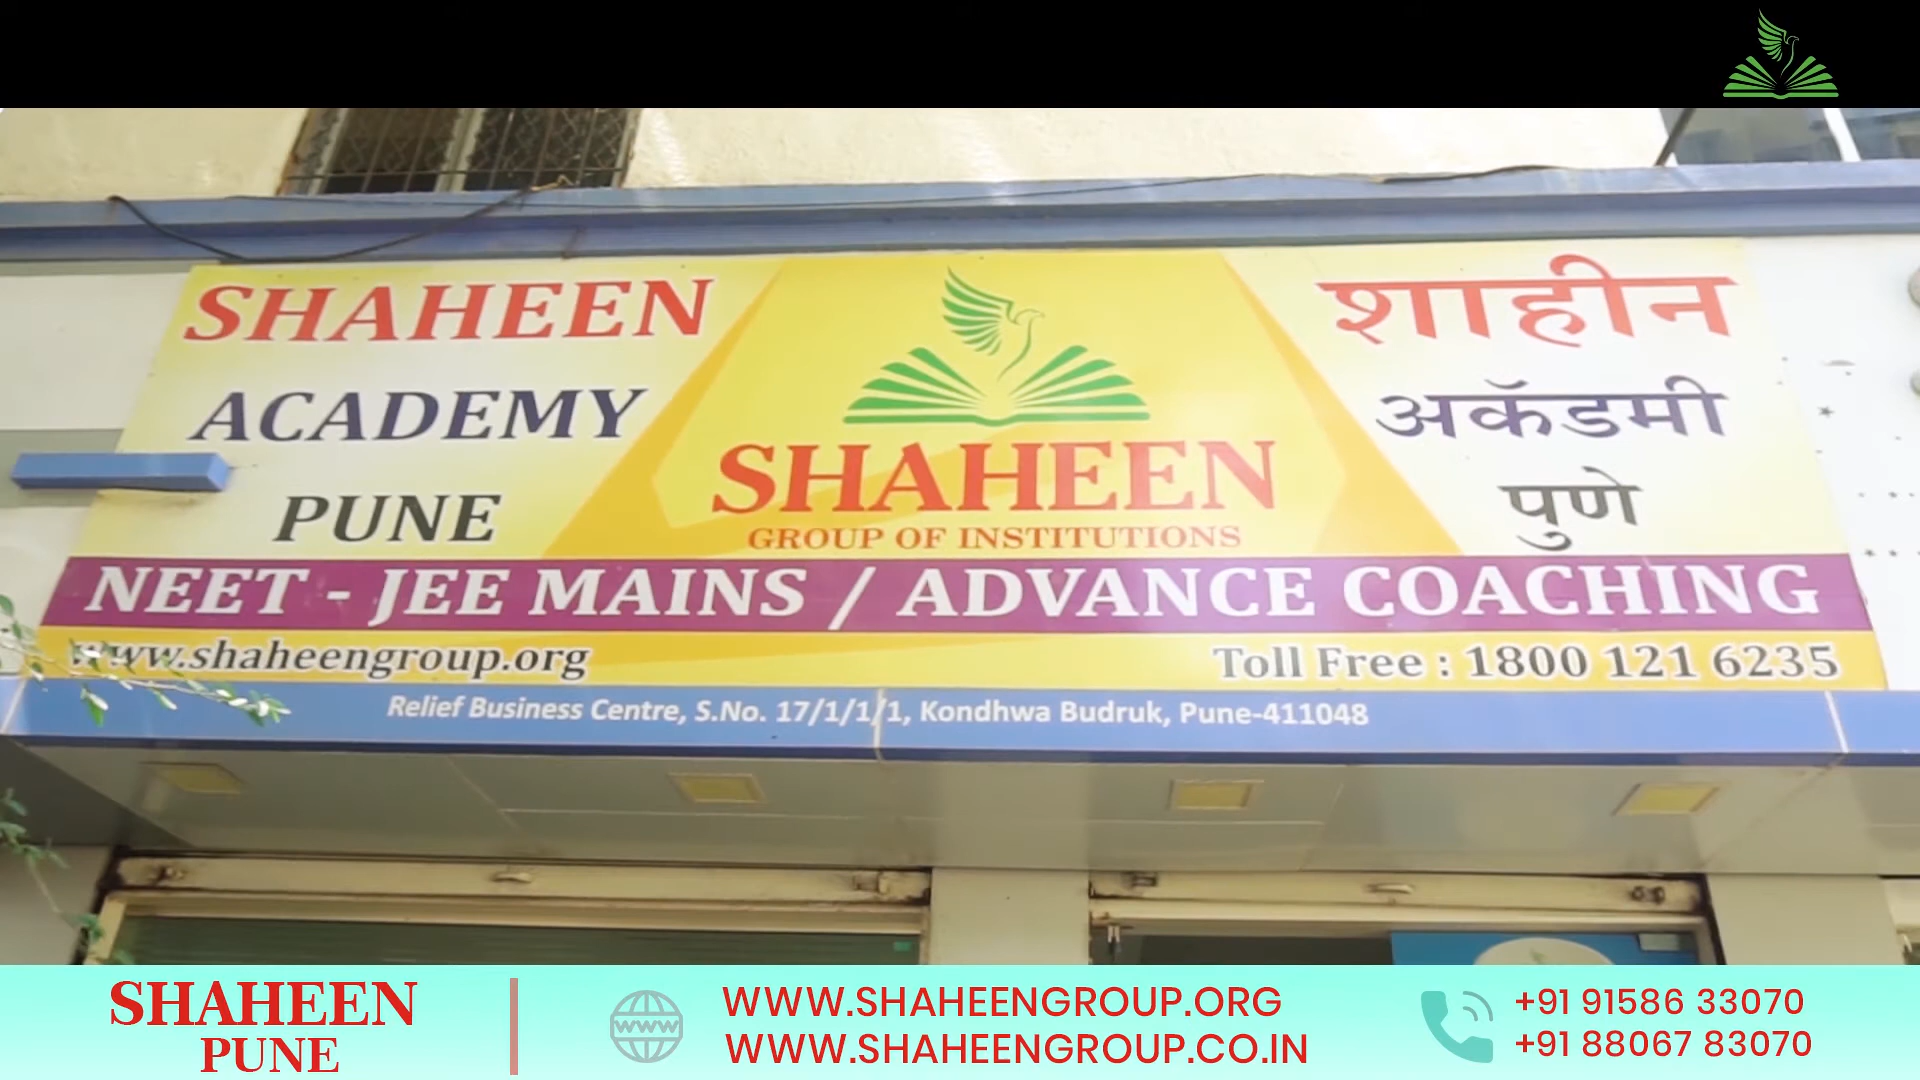 SHAHEEN
ACADEMY
PUNE
SHAHEEN
GROUP OF INSTITUTIONS
शाहीन
अकॅडमी
पुणे
NEET - JEE MAINS / ADVANCE COACHING
www.shaheengroup.org
Toll Free : 1800 121 6235
Relief Business Centre, S.No. 17/1/1/1, Kondhwa Budruk, Pune-411048
SHAHEEN
PUNE
www
WWW.SHAHEENGROUP.ORG
WWW.SHAHEENGROUP.CO.IN
+91 91586 33070
+91 88067 83070